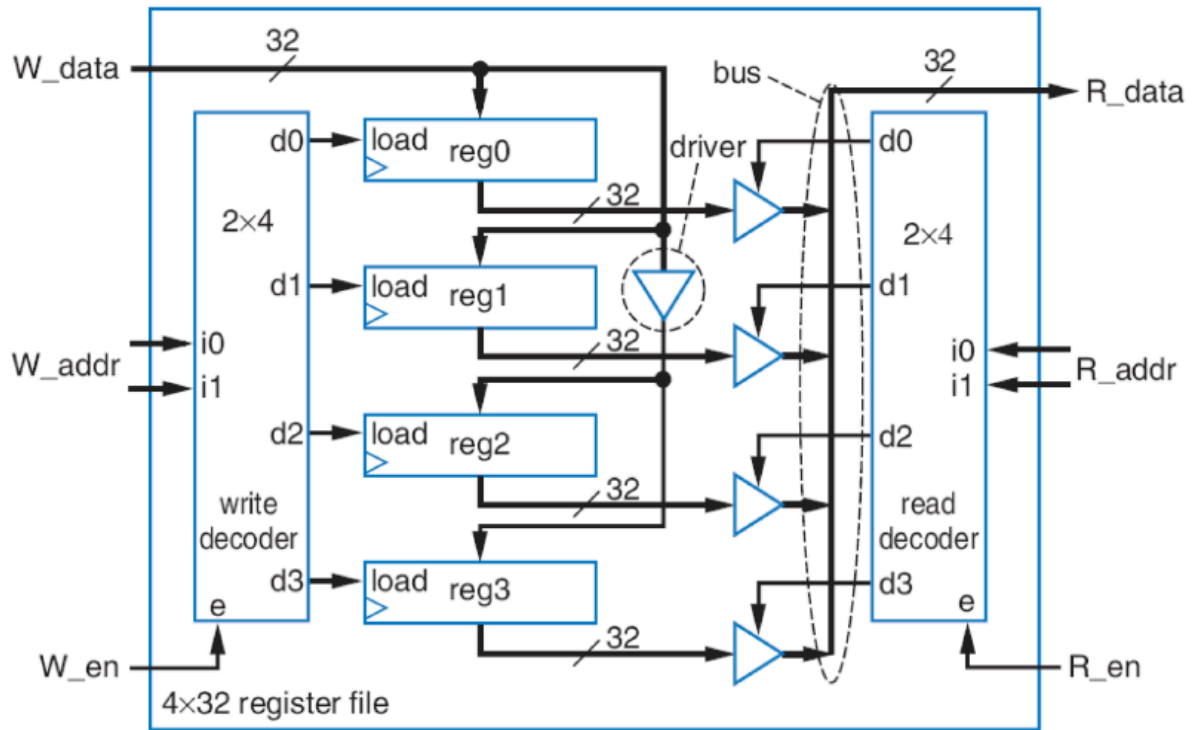 32
W_data
bus
32
R_data
d0
load
reg0
driver
d0
2×4
32
2×4
d1
load
reg1
d1
W_addr
i0
i1
32
i0
i1
R_addr
d2
load
reg2
d2
write
decoder
32
read
decoder
d3
load
reg3
d3
e
e
32
W_en
R_en
4×32 register file